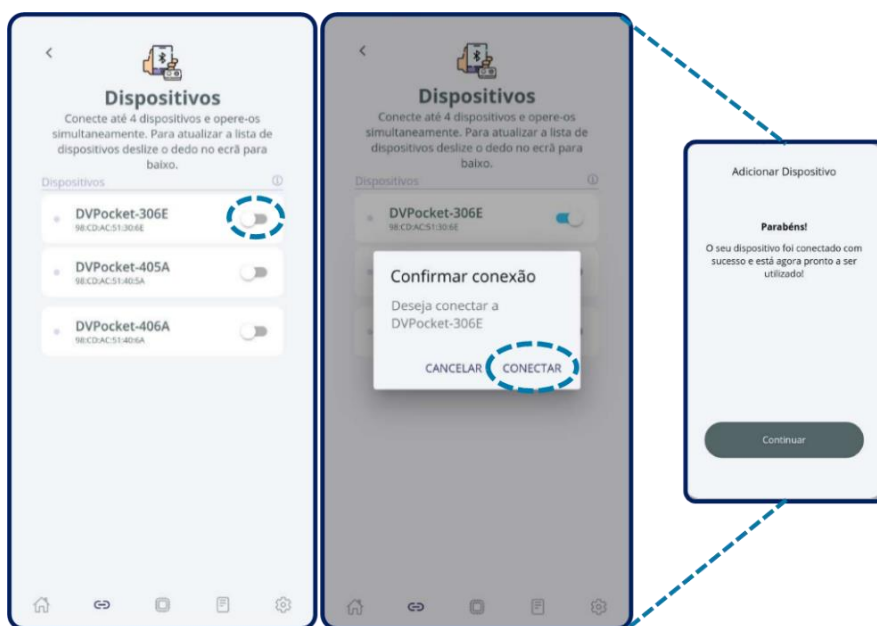 Dispositivos
Conecte até 4 dispositivos e opere-os
simultaneamente. Para atualizar a lista de
dispositivos deslize o dedo no ecrã para
baixo.
Dispositivos
DVPocket-306E
98:CD:AC:51:30:6E
DVPocket-405A
98:CD:AC:51:40:5A
DVPocket-406A
98:CD:AC:51:40:6A
Dispositivos
Conecte até 4 dispositivos e opere-os
simultaneamente. Para atualizar a lista de
dispositivos deslize o dedo no ecrã para
baixo.
Dispositivos
DVPocket-306E
98:CD:AC:51:30:6E
Confirmar conexão
Deseja conectar a
DVPocket-306E
CANCELAR CONECTAR
Adicionar Dispositivo
Parabéns!
O seu dispositivo foi conectado com
sucesso e está agora pronto a ser
utilizado!
Continuar